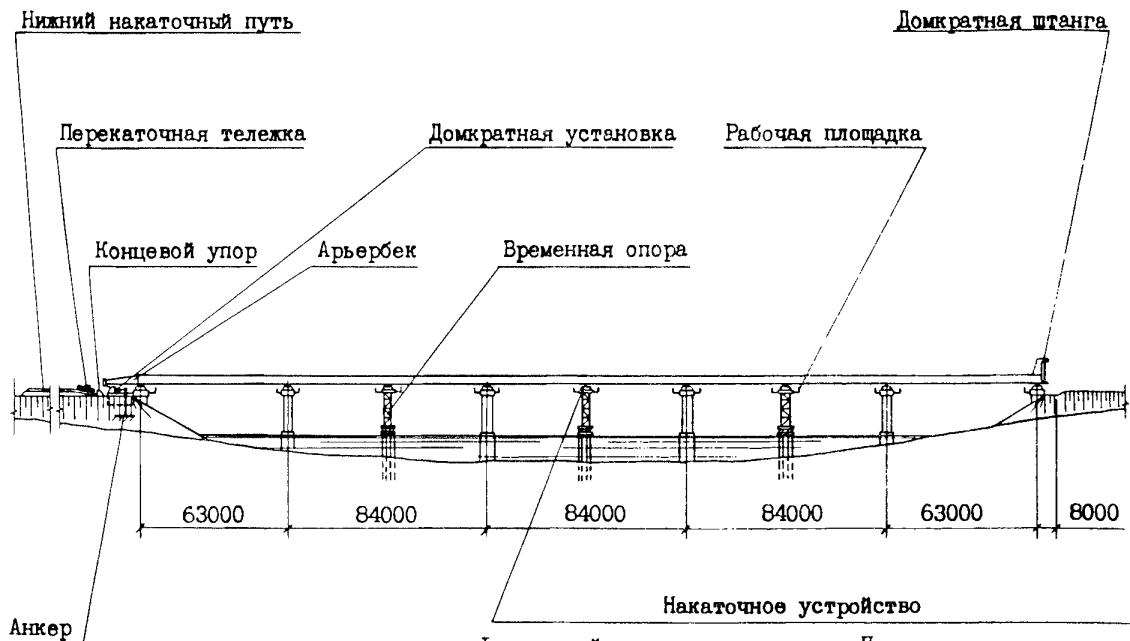 Нижний накаточный путь
Домкратная штанга
Перекаточная тележка
Домкратная установка
Рабочая площадка
Концевой упор
Арьербек
Временная опора
63000
84000
84000
84000
63000
8000
Накаточное устройство
Анкер